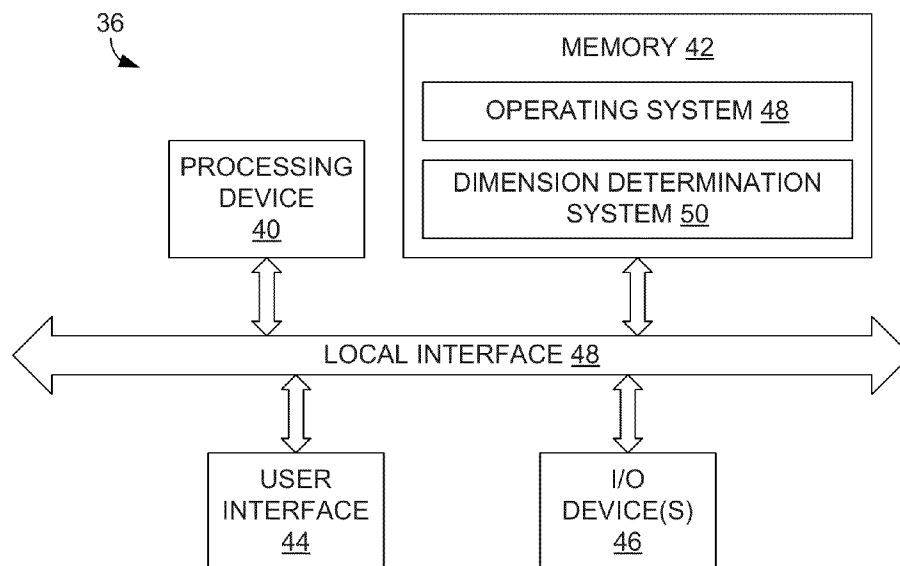 36
MEMORY 42
OPERATING SYSTEM 48
PROCESSING
DEVICE
40
DIMENSION DETERMINATION
SYSTEM 50
LOCAL INTERFACE 48
USER
INTERFACE
44
I/O
DEVICE(S)
46